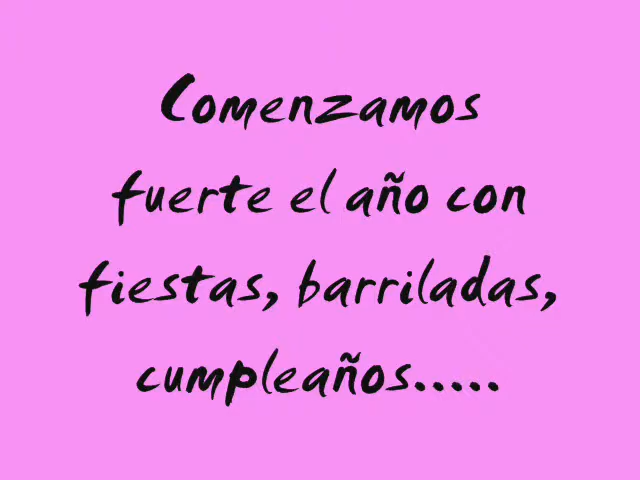 Comenzamos
fuerte el año con
fiestas, barriladas,
cumpleaños.....